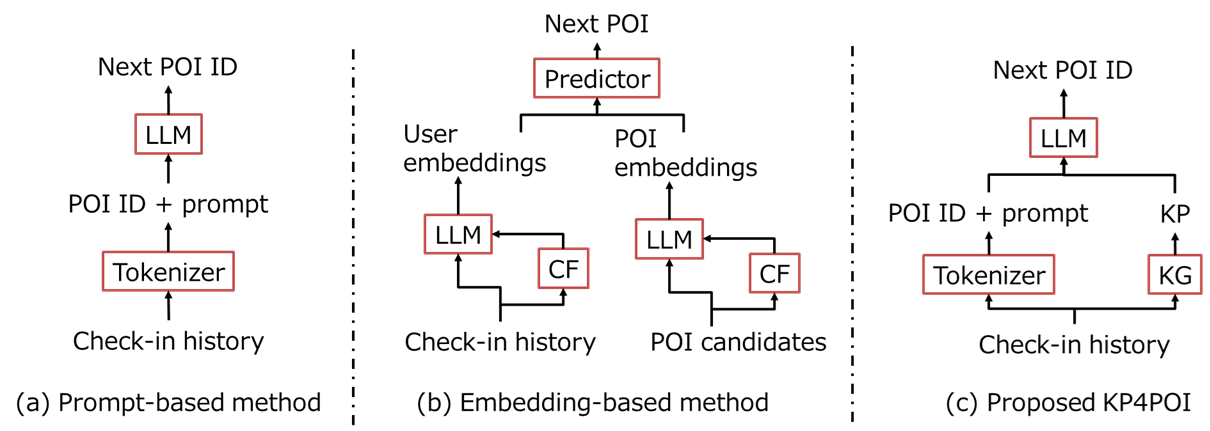 Next POI ID
LLM
POI ID + prompt
Tokenizer
Check-in history
(a) Prompt-based method
Next POI
Predictor
User
embeddings
POI
embeddings
LLM
CF
LLM
CF
Check-in history
POI candidates
(b) Embedding-based method
Next POI ID
LLM
POI ID + prompt
KP
Tokenizer
KG
Check-in history
(c) Proposed KP4POI